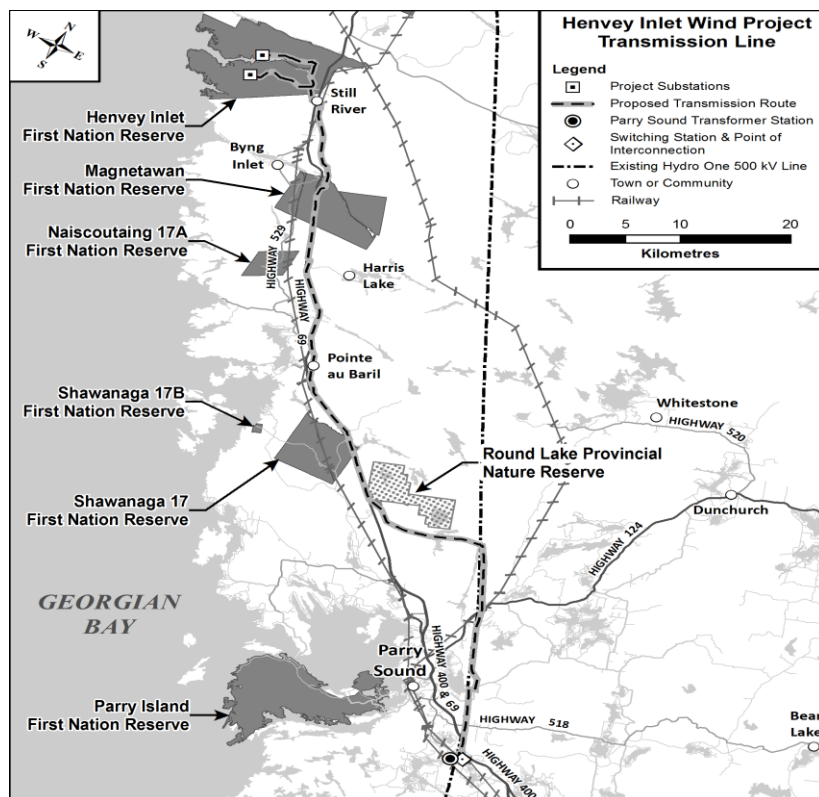 N
W
E
S
Henvey Inlet Wind Project
Transmission Line
Legend
Project Substations
Proposed Transmission Route
Parry Sound Transformer Station
Switching Station & Point of
Interconnection
Existing Hydro One 500 kV Line
Town or Community
Railway
0 10 20
Kilometres
Still
River
Henvey Inlet
First Nation Reserve
Byng
Inlet
Magnetawan
First Nation Reserve
Naiscoutaing 17A
First Nation Reserve
HIGHWAY 529
Harris
Lake
HIGHWAY 69
Pointe
au Baril
Shawanaga 17B
First Nation Reserve
Whitestone
HIGHWAY 520
Round Lake Provincial
Nature Reserve
Shawanaga 17
First Nation Reserve
Dunchurch
HIGHWAY 124
GEORGIAN
BAY
HIGHWAY 400 & 69
Parry
Sound
Parry Island
First Nation Reserve
HIGHWAY 518
Bear
Lake
HIGHWAY 400